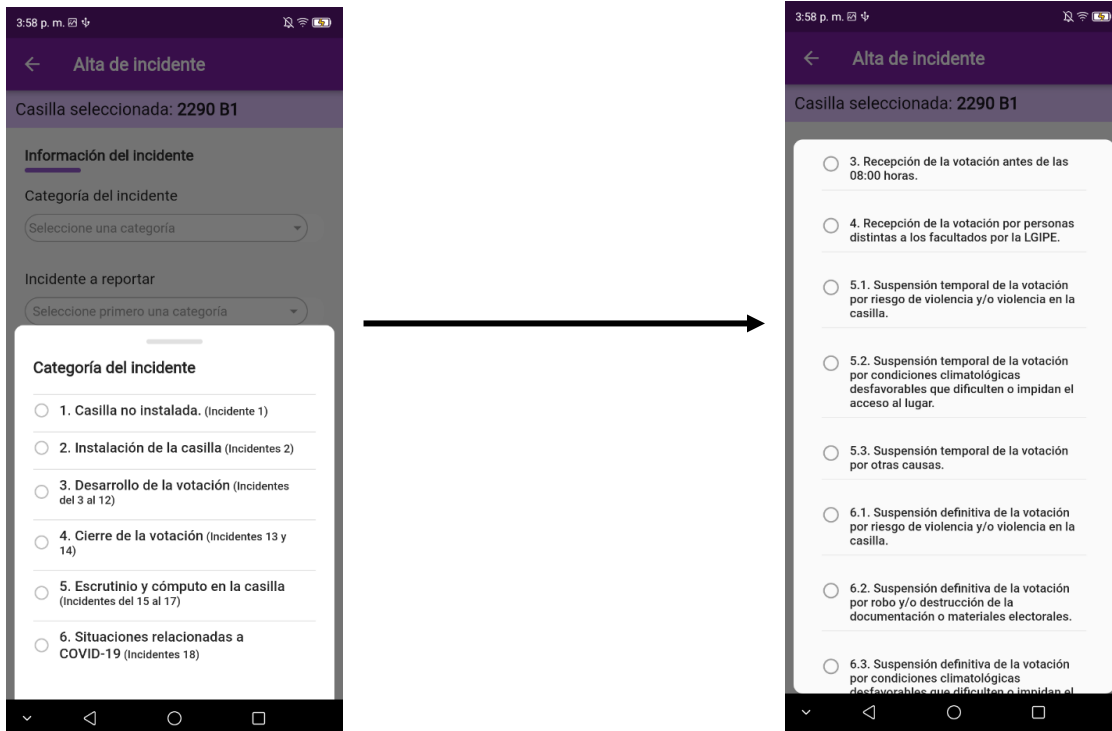 3:58 p. m.
Alta de incidente
Casilla seleccionada: 2290 B1
Información del incidente
Categoría del incidente
Seleccione una categoría
Incidente a reportar
Seleccione primero una categoría
Categoría del incidente
1. Casilla no instalada. (Incidente 1)
2. Instalación de la casilla (Incidentes 2)
3. Desarrollo de la votación (Incidentes
del 3 al 12)
4. Cierre de la votación (Incidentes 13 y
14)
5. Escrutinio y cómputo en la casilla
(Incidentes del 15 al 17)
6. Situaciones relacionadas a
COVID-19 (Incidentes 18)
3:58 p. m.
Alta de incidente
Casilla seleccionada: 2290 B1
3. Recepción de la votación antes de las
08:00 horas.
4. Recepción de la votación por personas
distintas a los facultados por la LGIPE.
5.1. Suspensión temporal de la votación
por riesgo de violencia y/o violencia en la
casilla.
5.2. Suspensión temporal de la votación
por condiciones climatológicas
desfavorables que dificulten o impidan el
acceso al lugar.
5.3. Suspensión temporal de la votación
por otras causas.
6.1. Suspensión definitiva de la votación
por riesgo de violencia y/o violencia en la
casilla.
6.2. Suspensión definitiva de la votación
por robo y/o destrucción de la
documentación o materiales electorales.
6.3. Suspensión definitiva de la votación
por condiciones climatológicas
desfavorables que dificulten o impidan el